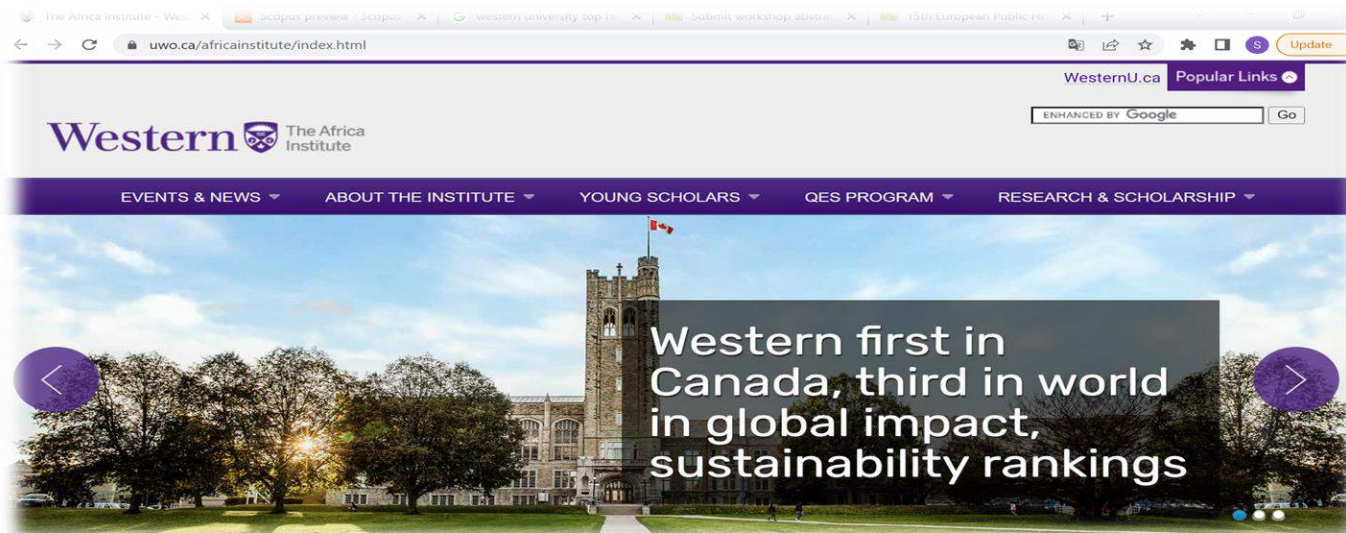 The Africa Institute - Wes
Scopus preview - Scopus
western university top ra
Submit workshop abstra
15th European Public He
uwo.ca/africainstitute/index.html
S
Update
WesternU.ca
Popular Links
ENHANCED BY Google
Go
Western
The Africa
Institute
EVENTS & NEWS
ABOUT THE INSTITUTE
YOUNG SCHOLARS
QES PROGRAM
RESEARCH & SCHOLARSHIP
Western first in
Canada, third in world
in global impact,
sustainability rankings